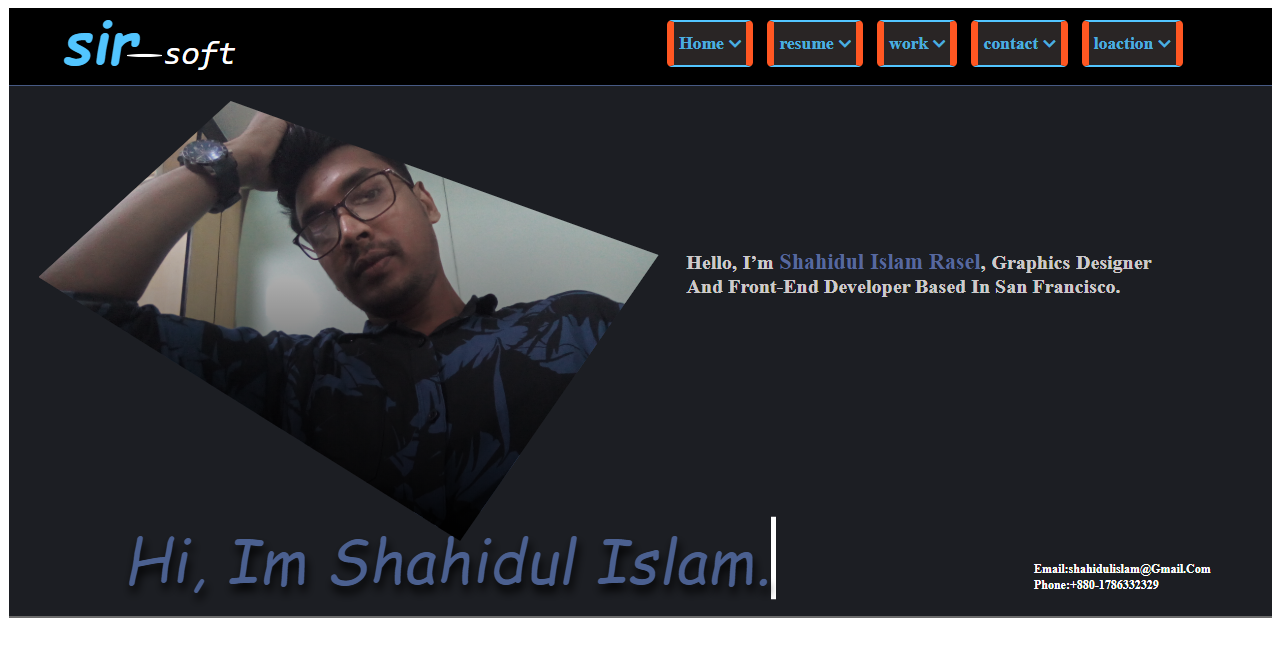 sir-soft
Home resume work contact loaction
Hello, I’m Shahidul Islam Rasel, Graphics Designer
And Front-End Developer Based In San Francisco.
Hi, Im Shahidul Islam.
Email:shahidulislam@Gmail.Com
Phone:+880-1786332329